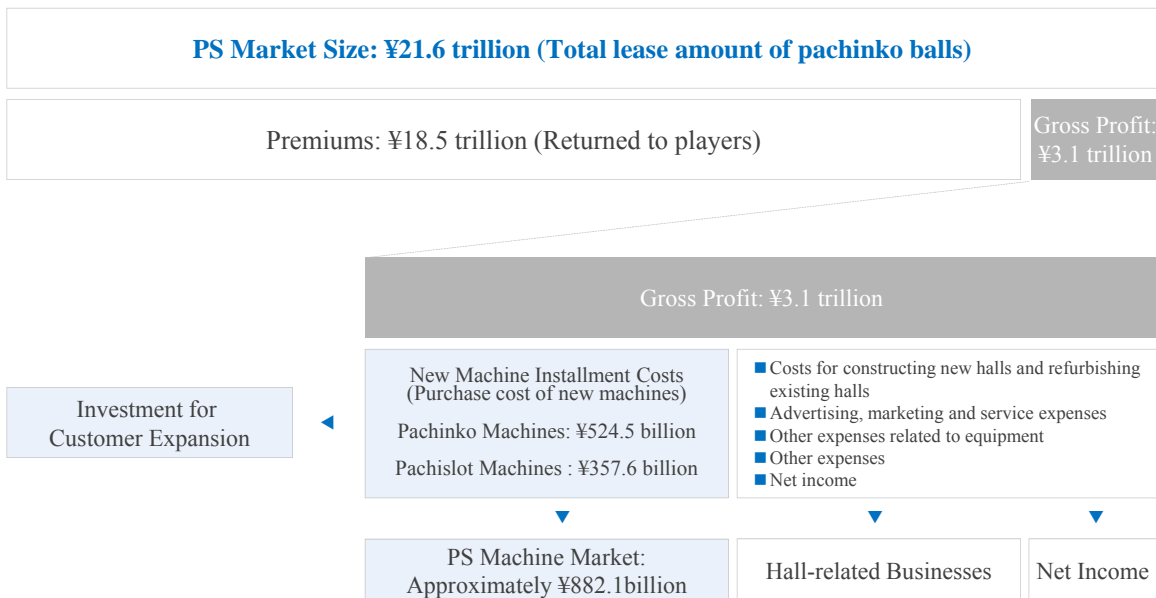 PS Market Size: ¥21.6 trillion (Total lease amount of pachinko balls)
Premiums: ¥18.5 trillion (Returned to players)
Gross Profit:
¥3.1 trillion
Gross Profit: ¥3.1 trillion
Investment for
Customer Expansion
New Machine Installment Costs
(Purchase cost of new machines)
Pachinko Machines: ¥524.5 billion
Pachislot Machines : ¥357.6 billion
Costs for constructing new halls and refurbishing
existing halls
Advertising, marketing and service expenses
Other expenses related to equipment
Other expenses
Net income
PS Machine Market:
Approximately ¥882.1billion
Hall-related Businesses
Net Income